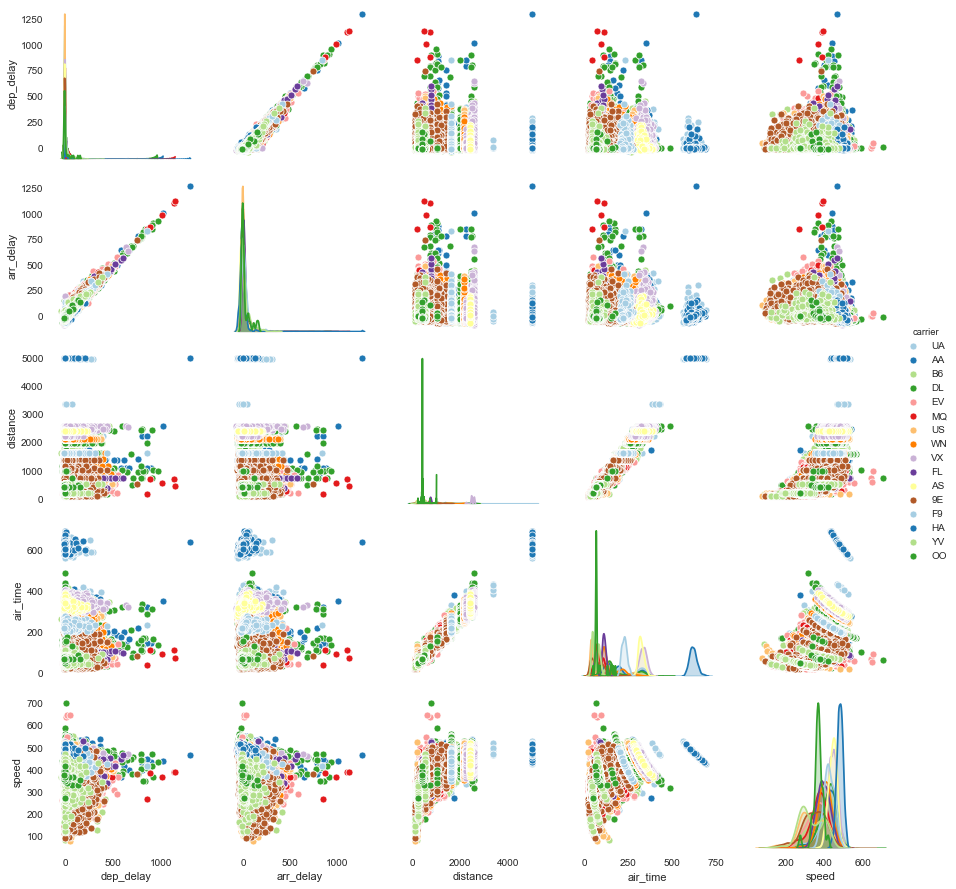 1250
1000
750
500
250
0
dep_delay
1250
1000
750
500
250
0
arr_delay
carrier
UA
AA
B6
DL
EV
MQ
US
WN
VX
FL
AS
9E
F9
HA
YV
OO
5000
4000
3000
2000
1000
0
distance
600
400
200
0
air_time
700
600
500
400
300
200
100
speed
0 500 1000
dep_delay
0 500 1000
arr_delay
0 2000 4000
distance
0 250 500 750
air_time
200 400 600
speed